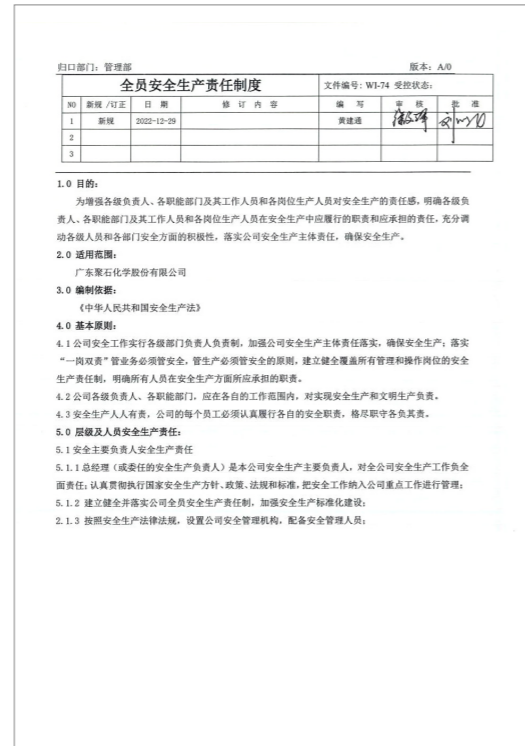 归口部门：管理部 版本：A/0
全员安全生产责任制度 文件编号：WI-74 受控状态：
NO 新规/订正 日 期 修 订 内 容 编 写 审 核 批 准
1 新规 2022-12-29 黄建通
2
3
1.0 目的：
为增强各级负责人、各职能部门及其工作人员和各岗位生产人员对安全生产的责任感，明确各级负
责人、各职能部门及其工作人员和各岗位生产人员在安全生产中应履行的职责和应承担的责任，充分调
动各级人员和各部门安全方面的积极性，落实公司安全生产主体责任，确保安全生产。
2.0 适用范围：
广东聚石化学股份有限公司
3.0 编制依据：
《中华人民共和国安全生产法》
4.0 基本原则：
4.1 公司安全工作实行各级部门负责人负责制，加强公司安全生产主体责任落实，确保安全生产；落实
“一岗双责”管业务必须管安全，管生产必须管安全的原则，建立健全覆盖所有管理和操作岗位的安全
生产责任制，明确所有人员在安全生产方面所应承担的职责。
4.2 公司各级负责人、各职能部门，应在各自的工作范围内，对实现安全生产和文明生产负责。
4.3 安全生产人人有责，公司的每个员工必须认真履行各自的安全职责，格尽职守各负其责。
5.0 层级及人员安全生产责任：
5.1 安全主要负责人安全生产责任
5.1.1 总经理（或委任的安全生产负责人）是本公司安全生产主要负责人，对全公司安全生产工作负全
面责任；认真贯彻执行国家安全生产方针、政策、法规和标准，把安全工作纳入公司重点工作进行管理；
5.1.2 建立健全并落实公司全员安全生产责任制，加强安全生产标准化建设；
2.1.3 按照安全生产法律法规，设置公司安全管理机构，配备安全管理人员；